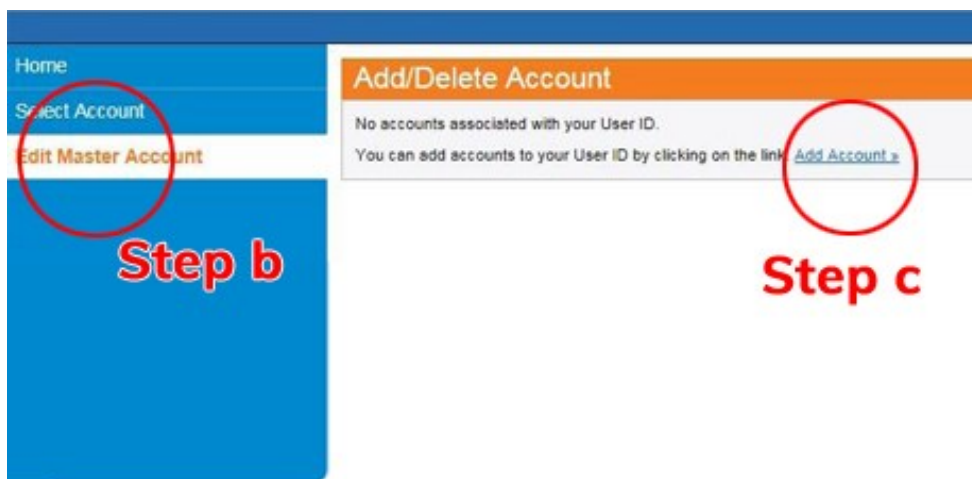 Home
Select Account
Edit Master Account
Step b
Add/Delete Account
No accounts associated with your User ID.
You can add accounts to your User ID by clicking on the link Add Account »
Step c